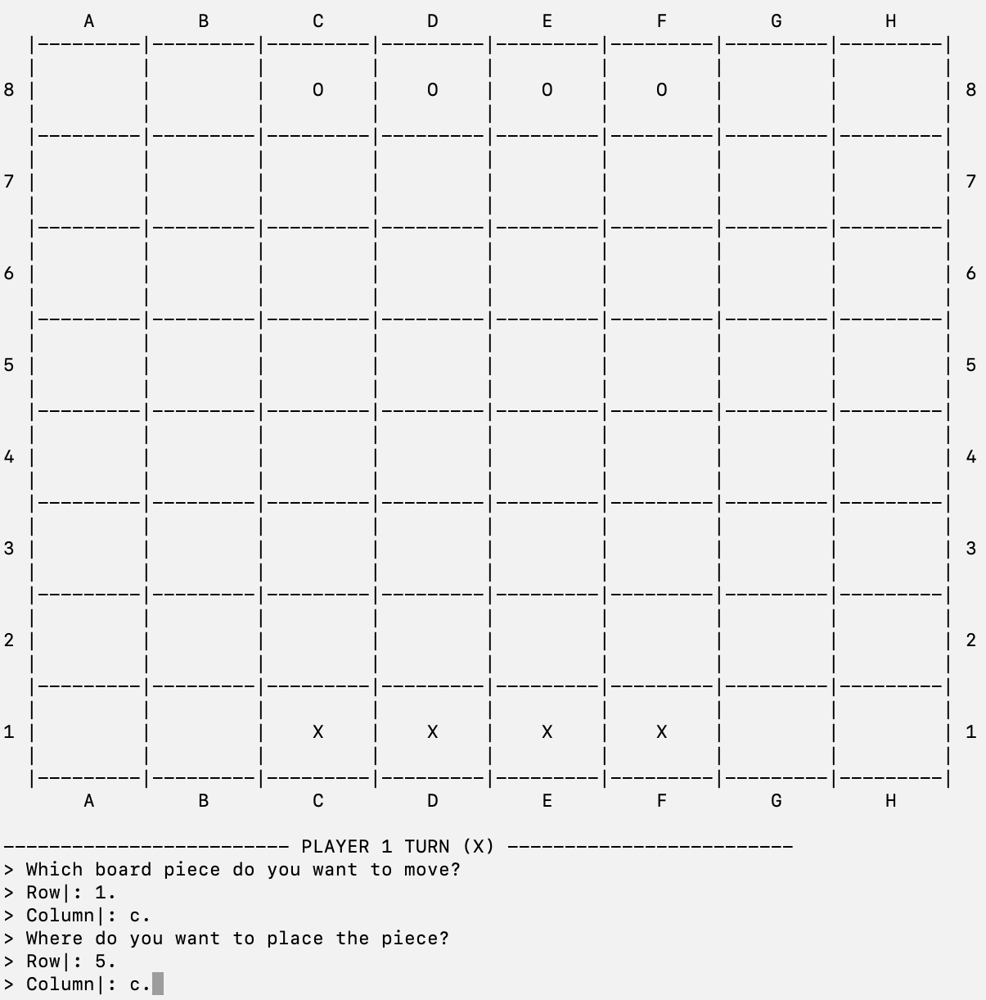 A B C D E F G H
|---------|---------|---------|---------|---------|---------|---------|---------|
8 | | | O | O | O | O | | | 8
|---------|---------|---------|---------|---------|---------|---------|---------|
7 | | | | | | | | | 7
|---------|---------|---------|---------|---------|---------|---------|---------|
6 | | | | | | | | | 6
|---------|---------|---------|---------|---------|---------|---------|---------|
5 | | | | | | | | | 5
|---------|---------|---------|---------|---------|---------|---------|---------|
4 | | | | | | | | | 4
|---------|---------|---------|---------|---------|---------|---------|---------|
3 | | | | | | | | | 3
|---------|---------|---------|---------|---------|---------|---------|---------|
2 | | | | | | | | | 2
|---------|---------|---------|---------|---------|---------|---------|---------|
1 | | | X | X | X | X | | | 1
|---------|---------|---------|---------|---------|---------|---------|---------|
A B C D E F G H
------------------------- PLAYER 1 TURN (X) -------------------------
> Which board piece do you want to move?
> Row|: 1.
> Column|: c.
> Where do you want to place the piece?
> Row|: 5.
> Column|: c.